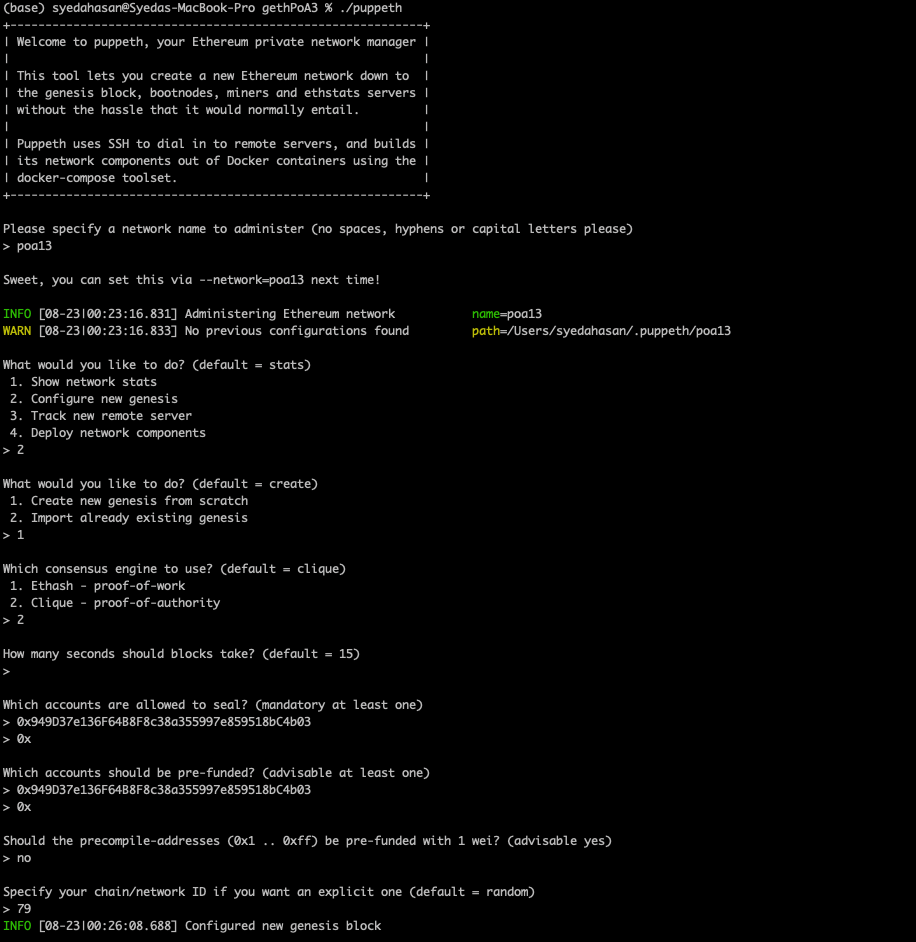 (base) syedahasan@Syedas-MacBook-Pro gethPoA3 % ./puppeth
+-----------------------------------------------------------+
| Welcome to puppeth, your Ethereum private network manager |
|                                                           |
| This tool lets you create a new Ethereum network down to  |
| the genesis block, bootnodes, miners and ethstats servers |
| without the hassle that it would normally entail.         |
|                                                           |
| Puppeth uses SSH to dial in to remote servers, and builds |
| its network components out of Docker containers using the |
| docker-compose toolset.                                   |
+-----------------------------------------------------------+
Please specify a network name to administer (no spaces, hyphens or capital letters please)
> poa13
Sweet, you can set this via --network=poa13 next time!
INFO [08-23|00:23:16.831] Administering Ethereum network           name=poa13
WARN [08-23|00:23:16.833] No previous configurations found         path=/Users/syedahasan/.puppeth/poa13
What would you like to do? (default = stats)
 1. Show network stats
 2. Configure new genesis
 3. Track new remote server
 4. Deploy network components
> 2
What would you like to do? (default = create)
 1. Create new genesis from scratch
 2. Import already existing genesis
> 1
Which consensus engine to use? (default = clique)
 1. Ethash - proof-of-work
 2. Clique - proof-of-authority
> 2
How many seconds should blocks take? (default = 15)
>
Which accounts are allowed to seal? (mandatory at least one)
> 0x949D37e136F64B8F8c38a355997e859518bC4b03
> 0x
Which accounts should be pre-funded? (advisable at least one)
> 0x949D37e136F64B8F8c38a355997e859518bC4b03
> 0x
Should the precompile-addresses (0x1 .. 0xff) be pre-funded with 1 wei? (advisable yes)
> no
Specify your chain/network ID if you want an explicit one (default = random)
> 79
INFO [08-23|00:26:08.688] Configured new genesis block